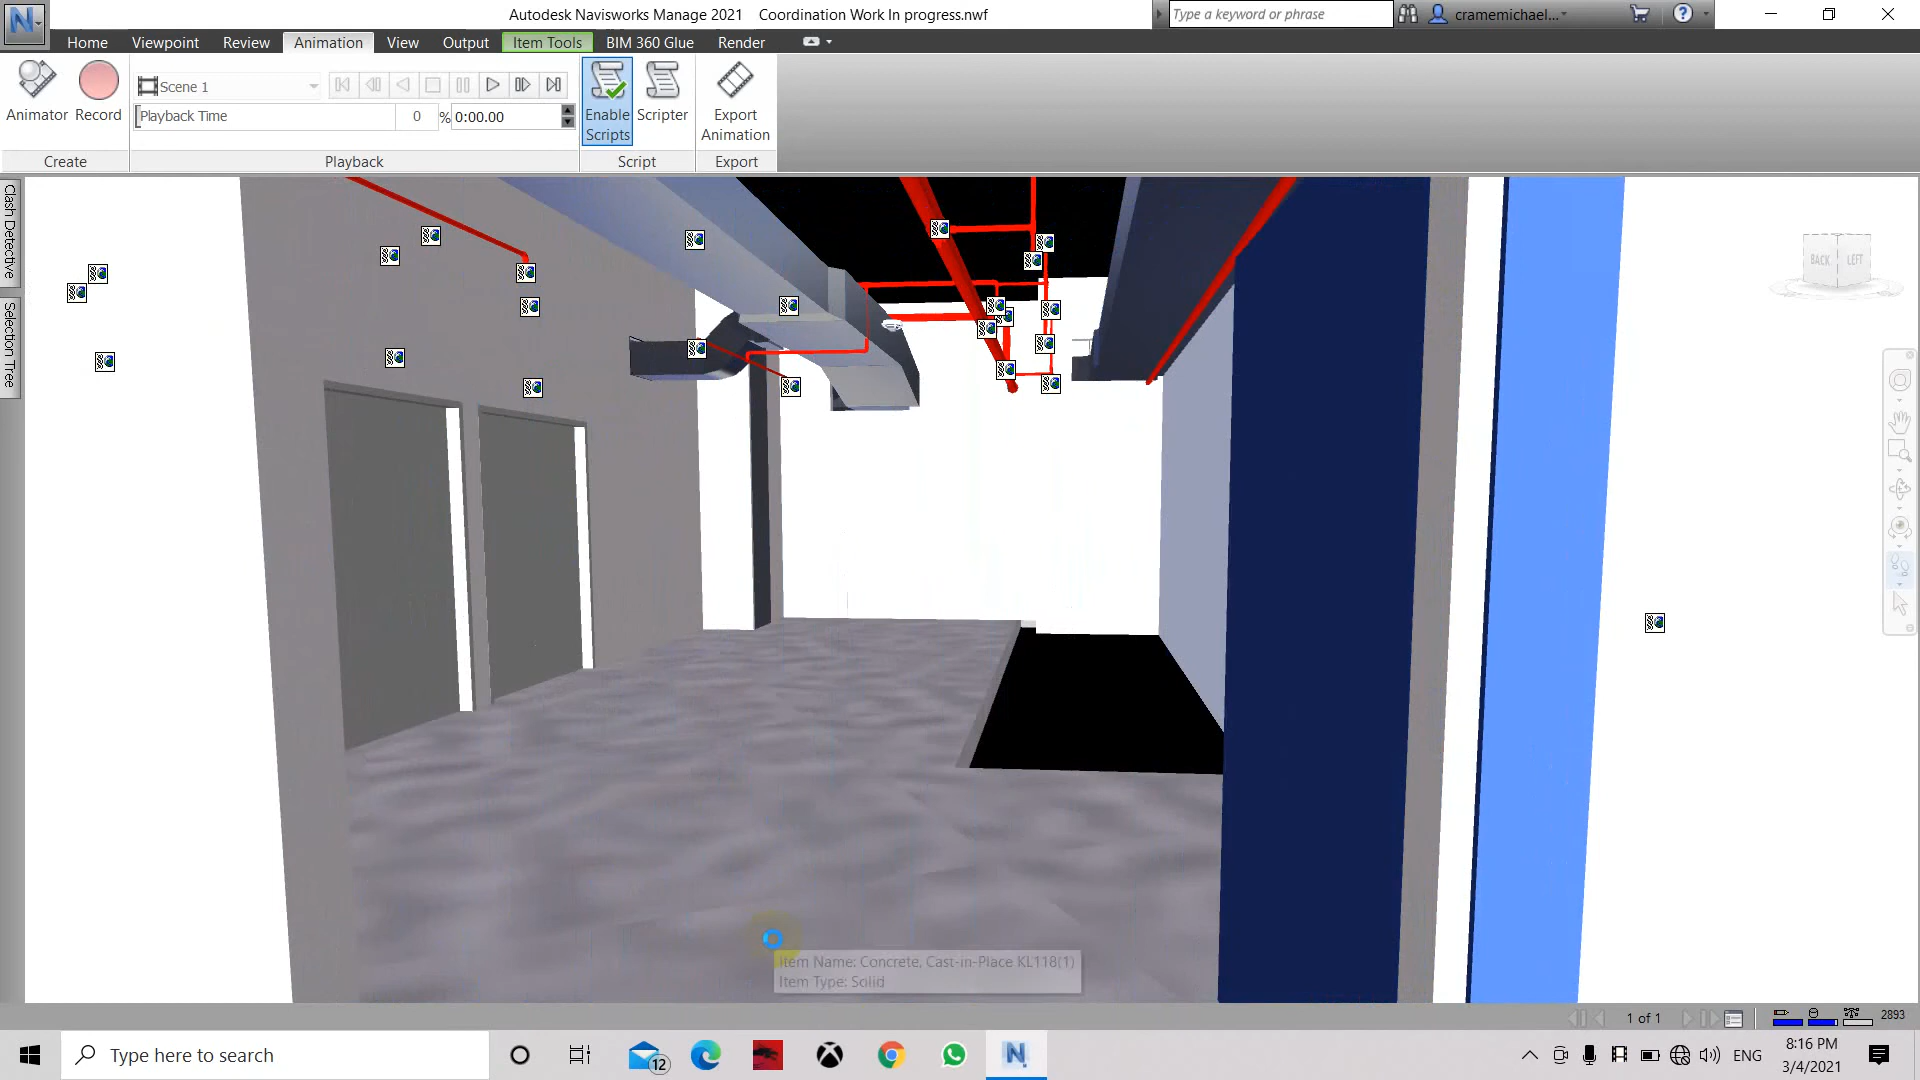 Autodesk Navisworks Manage 2021 Coordination Work In progress.nwf
Type a keyword or phrase
cramemichael...
Home Viewpoint Review Animation View Output Item Tools BIM 360 Glue Render
Scene 1
Playback Time 0 % 0:00.00
Animator Record
Enable Scripts
Scripter
Export Animation
Create Playback Script Export
Clash Detective
Selection Tree
BACK LEFT
Item Name: Concrete, Cast-in-Place KL118(1)
Item Type: Solid
1 of 1
2893
Type here to search
12
ENG
8:16 PM
3/4/2021